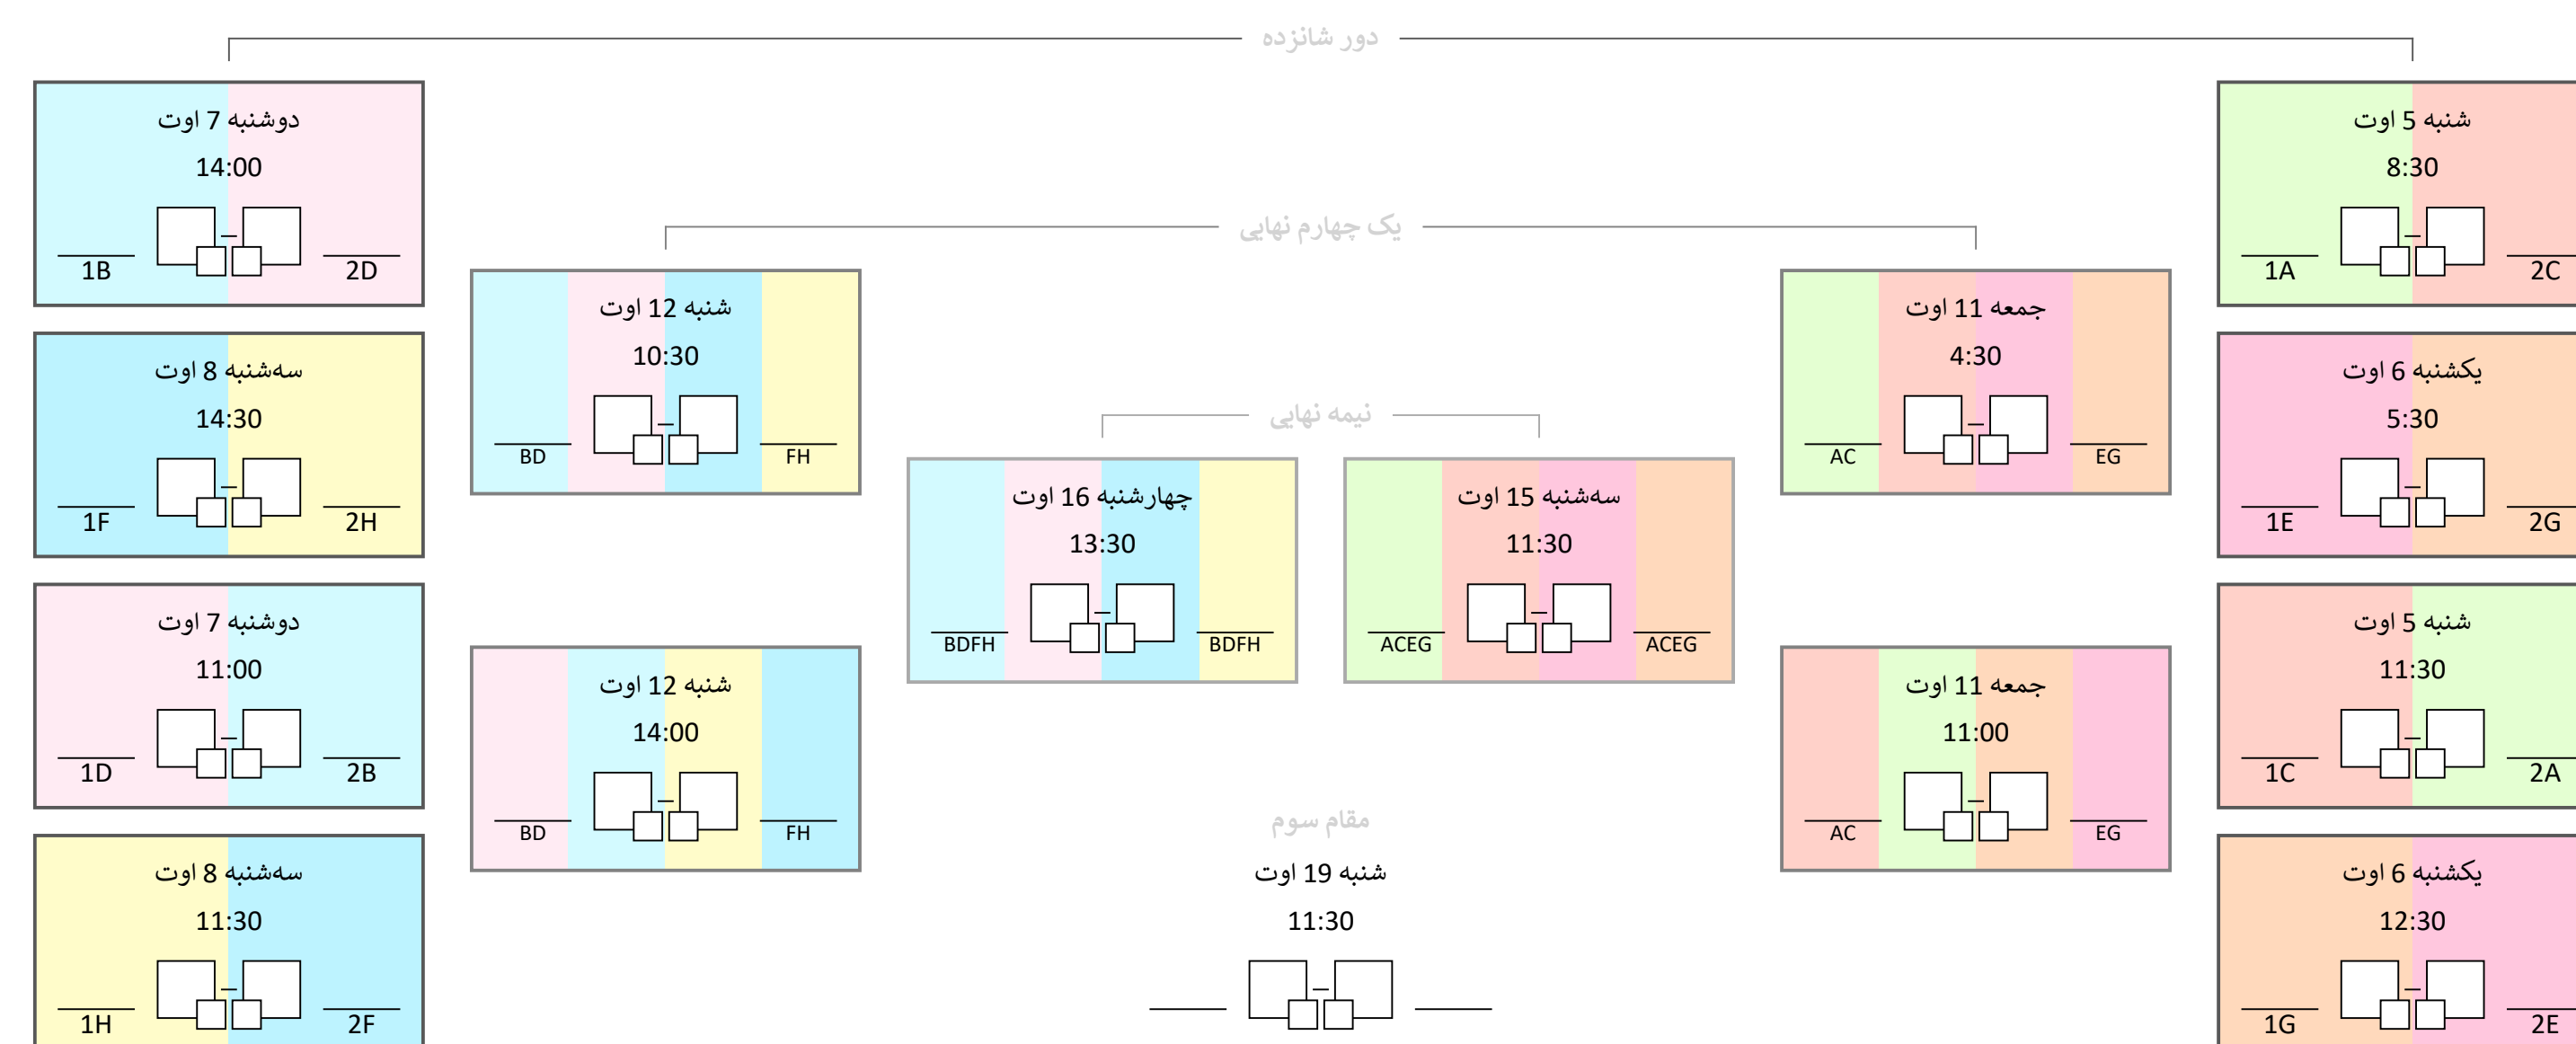 دور شانزده
دوشنبه 7 اوت
14:00
–
1B
2D
سه‌شنبه 8 اوت
14:30
–
1F
2H
دوشنبه 7 اوت
11:00
–
1D
2B
سه‌شنبه 8 اوت
11:30
–
1H
2F
یک چهارم نهایی
شنبه 12 اوت
10:30
–
BD
FH
شنبه 12 اوت
14:00
–
BD
FH
نیمه نهایی
چهارشنبه 16 اوت
13:30
–
BDFH
BDFH
سه‌شنبه 15 اوت
11:30
–
ACEG
ACEG
مقام سوم
شنبه 19 اوت
11:30
–
جمعه 11 اوت
4:30
–
AC
EG
جمعه 11 اوت
11:00
–
AC
EG
شنبه 5 اوت
8:30
–
1A
2C
یکشنبه 6 اوت
5:30
–
1E
2G
شنبه 5 اوت
11:30
–
1C
2A
یکشنبه 6 اوت
12:30
–
1G
2E